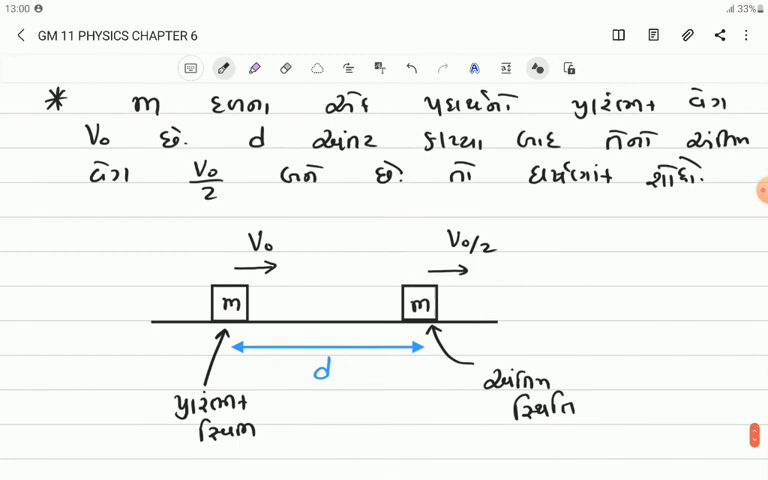 13:00
33%
GM 11 PHYSICS CHAPTER 6
* m દળના એક પદાર્થનો પ્રારંભિક વેગ
V₀ છે. d અંતર કાપ્યા બાદ તેનો અંતિમ
વેગ V₀/2 બને છે. તો ઘર્ષણાંક શોધો.
V₀ V₀/2
m m
d
પ્રારંભિક સ્થિતિ
અંતિમ સ્થિતિ